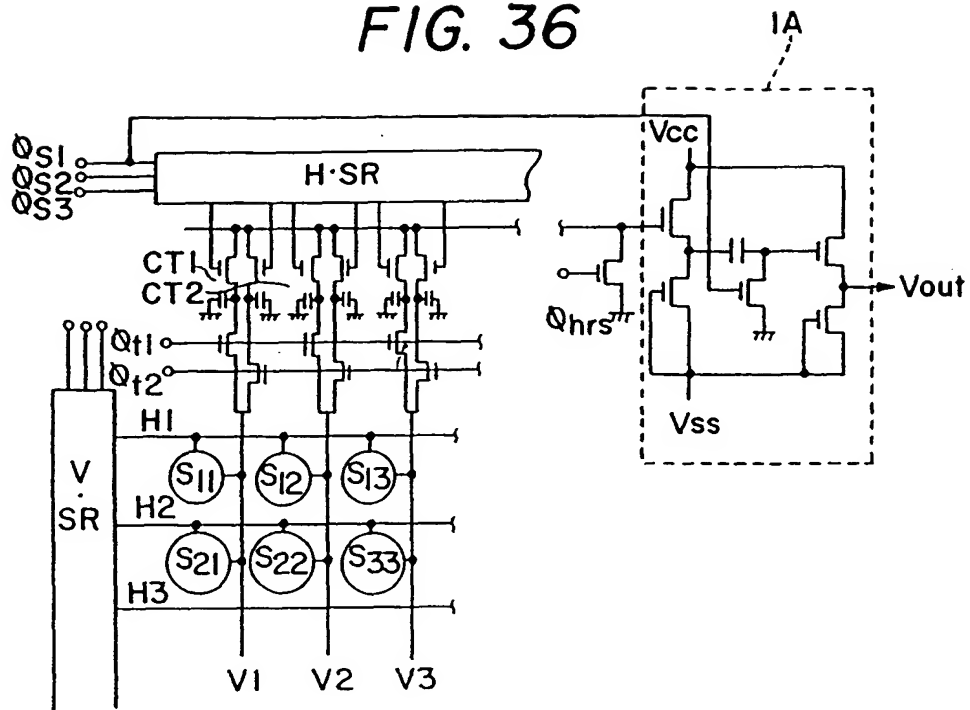 FIG. 36
1A
Øs1
Øs2
Øs3
H·SR
Vcc
CT1
CT2
Øhrs
Vout
Øt1
Øt2
Vss
V·SR
H1
S11
S12
S13
H2
S21
S22
S33
H3
V1
V2
V3